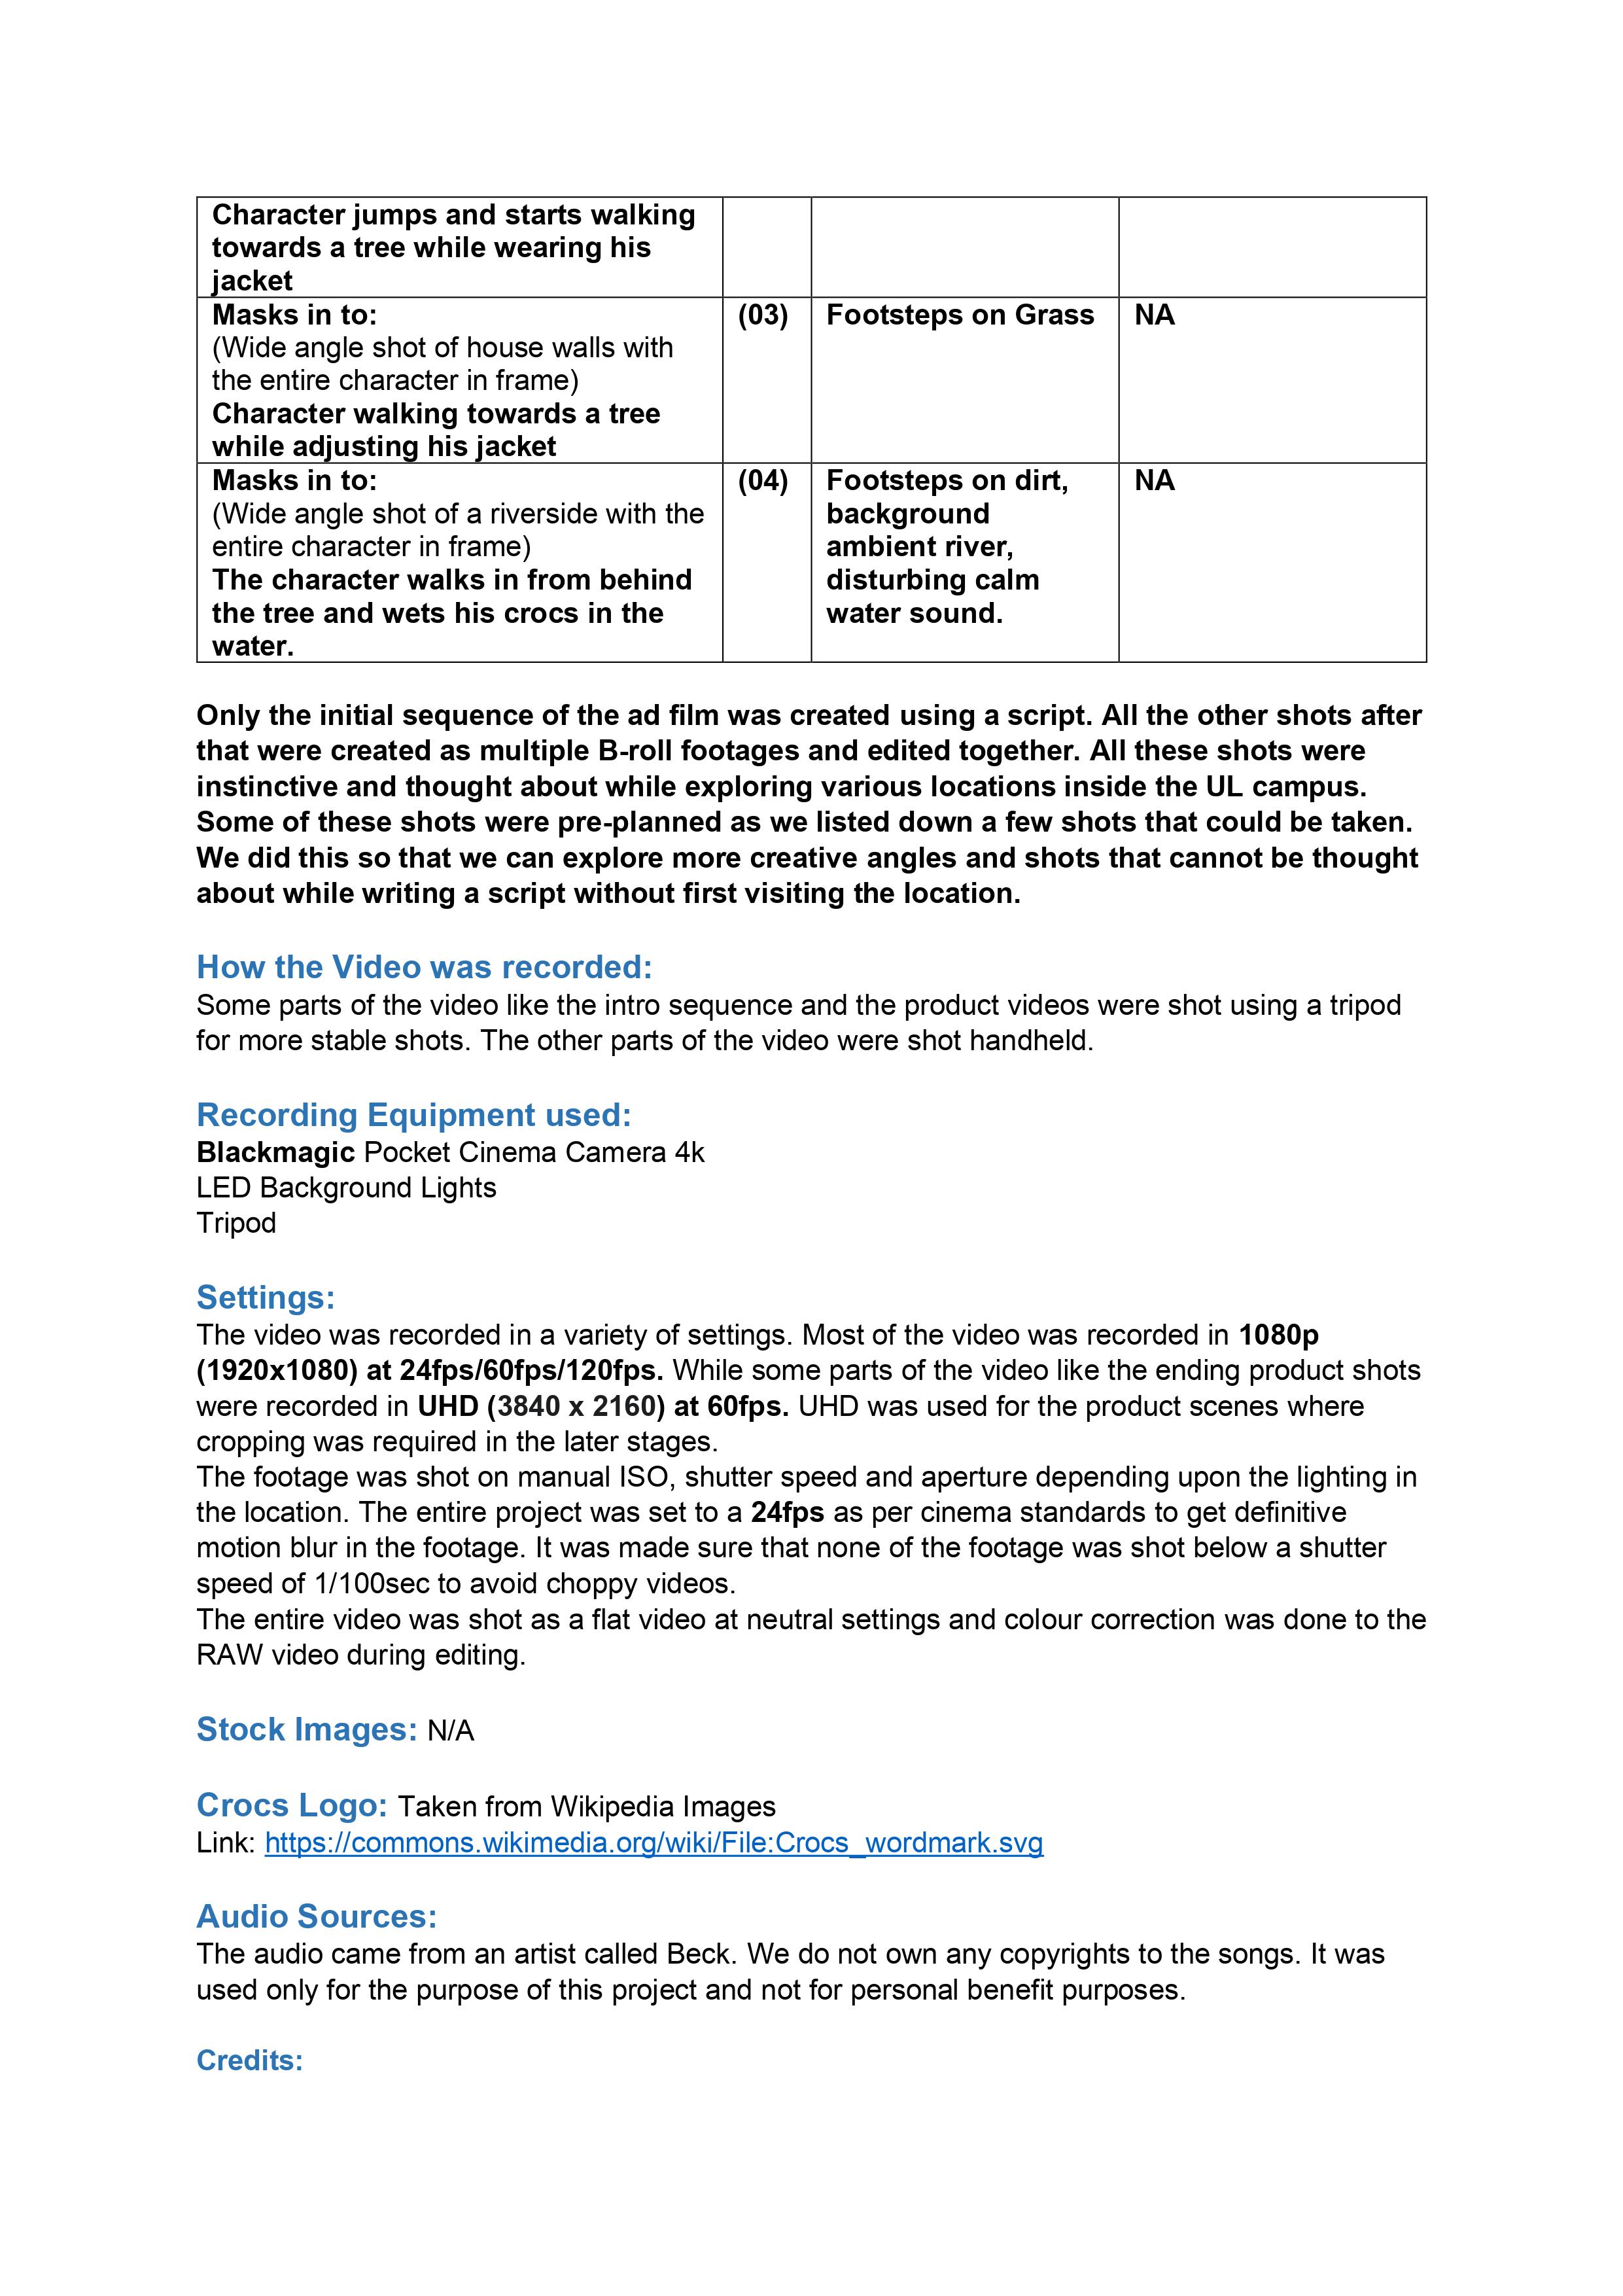 Character jumps and starts walking
towards a tree while wearing his
jacket
Masks in to:
(Wide angle shot of house walls with
the entire character in frame)
Character walking towards a tree
while adjusting his jacket
(03)
Footsteps on Grass
NA
Masks in to:
(Wide angle shot of a riverside with the
entire character in frame)
The character walks in from behind
the tree and wets his crocs in the
water.
(04)
Footsteps on dirt,
background
ambient river,
disturbing calm
water sound.
NA
Only the initial sequence of the ad film was created using a script. All the other shots after
that were created as multiple B-roll footages and edited together. All these shots were
instinctive and thought about while exploring various locations inside the UL campus.
Some of these shots were pre-planned as we listed down a few shots that could be taken.
We did this so that we can explore more creative angles and shots that cannot be thought
about while writing a script without first visiting the location.
How the Video was recorded:
Some parts of the video like the intro sequence and the product videos were shot using a tripod
for more stable shots. The other parts of the video were shot handheld.
Recording Equipment used:
Blackmagic Pocket Cinema Camera 4k
LED Background Lights
Tripod
Settings:
The video was recorded in a variety of settings. Most of the video was recorded in 1080p
(1920x1080) at 24fps/60fps/120fps. While some parts of the video like the ending product shots
were recorded in UHD (3840 x 2160) at 60fps. UHD was used for the product scenes where
cropping was required in the later stages.
The footage was shot on manual ISO, shutter speed and aperture depending upon the lighting in
the location. The entire project was set to a 24fps as per cinema standards to get definitive
motion blur in the footage. It was made sure that none of the footage was shot below a shutter
speed of 1/100sec to avoid choppy videos.
The entire video was shot as a flat video at neutral settings and colour correction was done to the
RAW video during editing.
Stock Images: N/A
Crocs Logo: Taken from Wikipedia Images
Link: https://commons.wikimedia.org/wiki/File:Crocs_wordmark.svg
Audio Sources:
The audio came from an artist called Beck. We do not own any copyrights to the songs. It was
used only for the purpose of this project and not for personal benefit purposes.
Credits: